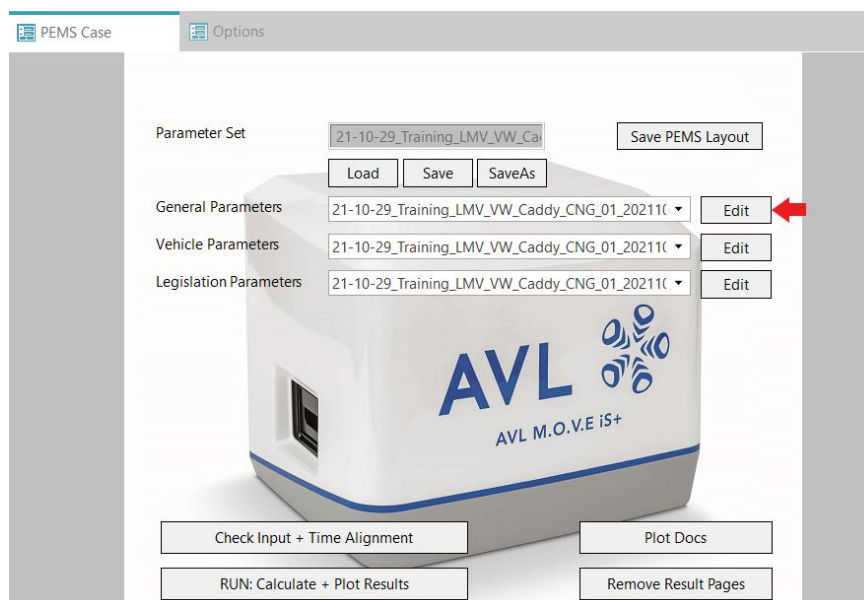 PEMS Case
Options
Parameter Set
21-10-29_Training_LMV_VW_Ca
Save PEMS Layout
Load
Save
SaveAs
General Parameters
21-10-29_Training_LMV_VW_Caddy_CNG_01_20211
Edit
Vehicle Parameters
21-10-29_Training_LMV_VW_Caddy_CNG_01_20211
Edit
Legislation Parameters
21-10-29_Training_LMV_VW_Caddy_CNG_01_20211
Edit
AVL
AVL M.O.V.E iS+
Check Input + Time Alignment
Plot Docs
RUN: Calculate + Plot Results
Remove Result Pages